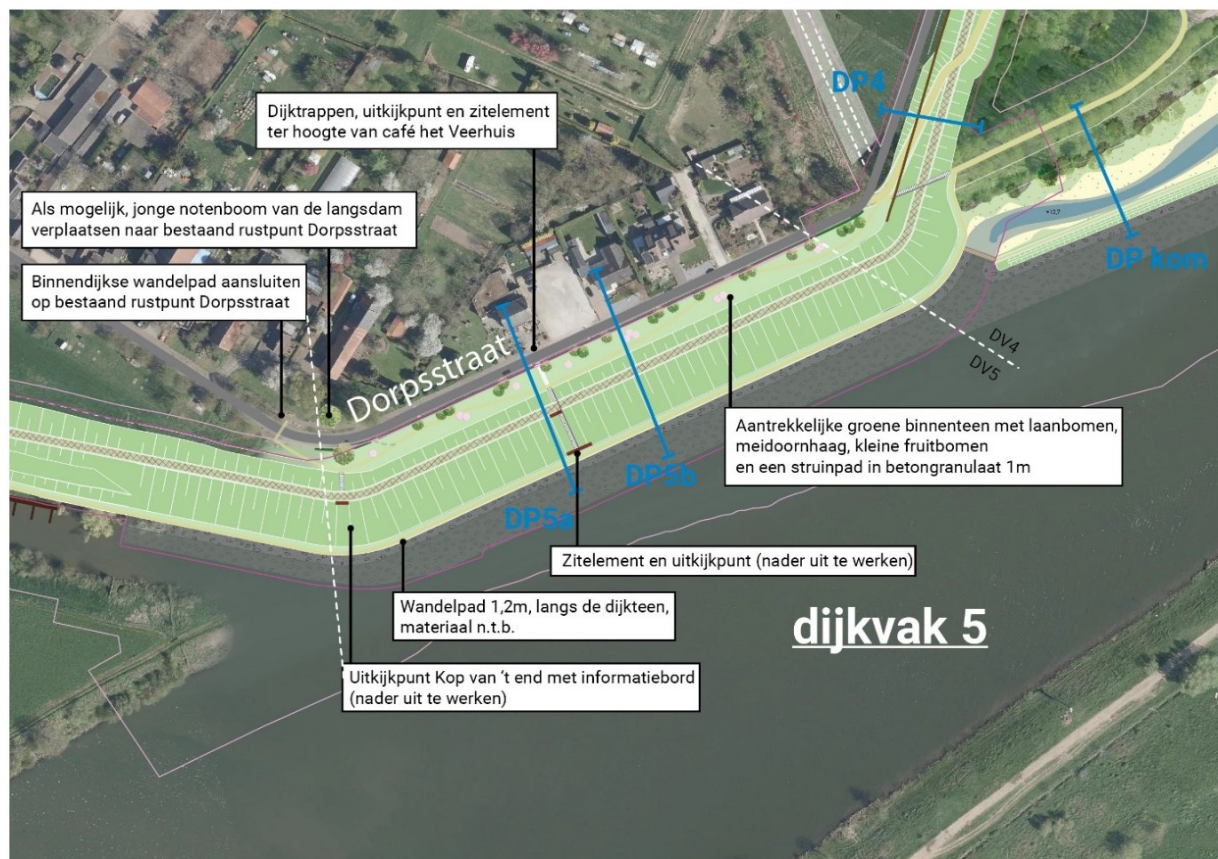 DP4
Dijktrappen, uitkijkpunt en zitelement
ter hoogte van café het Veerhuis
Als mogelijk, jonge notenboom van de langsdam
verplaatsen naar bestaand rustpunt Dorpsstraat
Binnendijkse wandelpad aansluiten
op bestaand rustpunt Dorpsstraat
DP kom
Dorpsstraat
DV4
DV5
Aantrekkelijke groene binnenteen met laanbomen,
meidoornhaag, kleine fruitbomen
en een struinpad in betongranulaat 1m
DP5b
DP5a
Zitelement en uitkijkpunt (nader uit te werken)
Wandelpad 1,2m, langs de dijkteen,
materiaal n.t.b.
dijkvak 5
Uitkijkpunt Kop van ‘t end met informatiebord
(nader uit te werken)